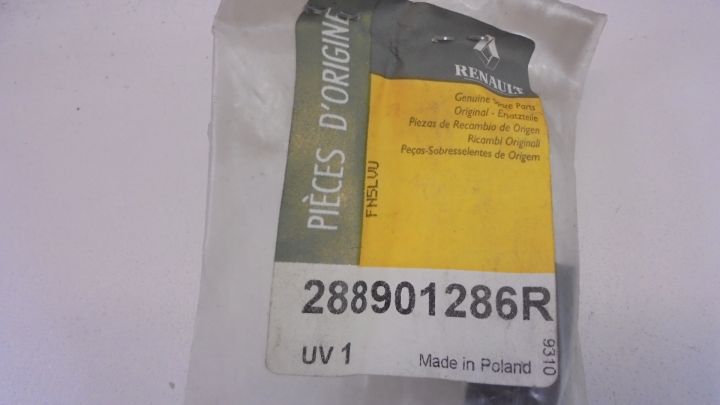 PIÈCES D'ORIGINE
RENAULT
Genuine Spare Parts
Original - Ersatzteile
Piezas de Recambio de Origen
Ricambi Originali
Peças-Sobresselentes de Origem
FN5LVU
288901286R
UV 1
Made in Poland
9310